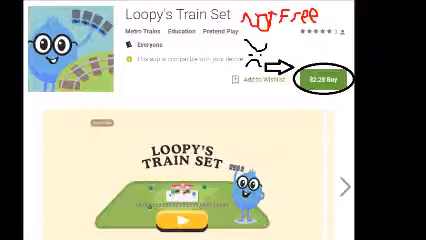 Loopy's Train Set NOT Free
Metro Trains Education Pretend Play 3
Everyone
This app is compatible with your device.
Add to Wishlist $2.28 Buy
LOOPY'S
TRAIN SET